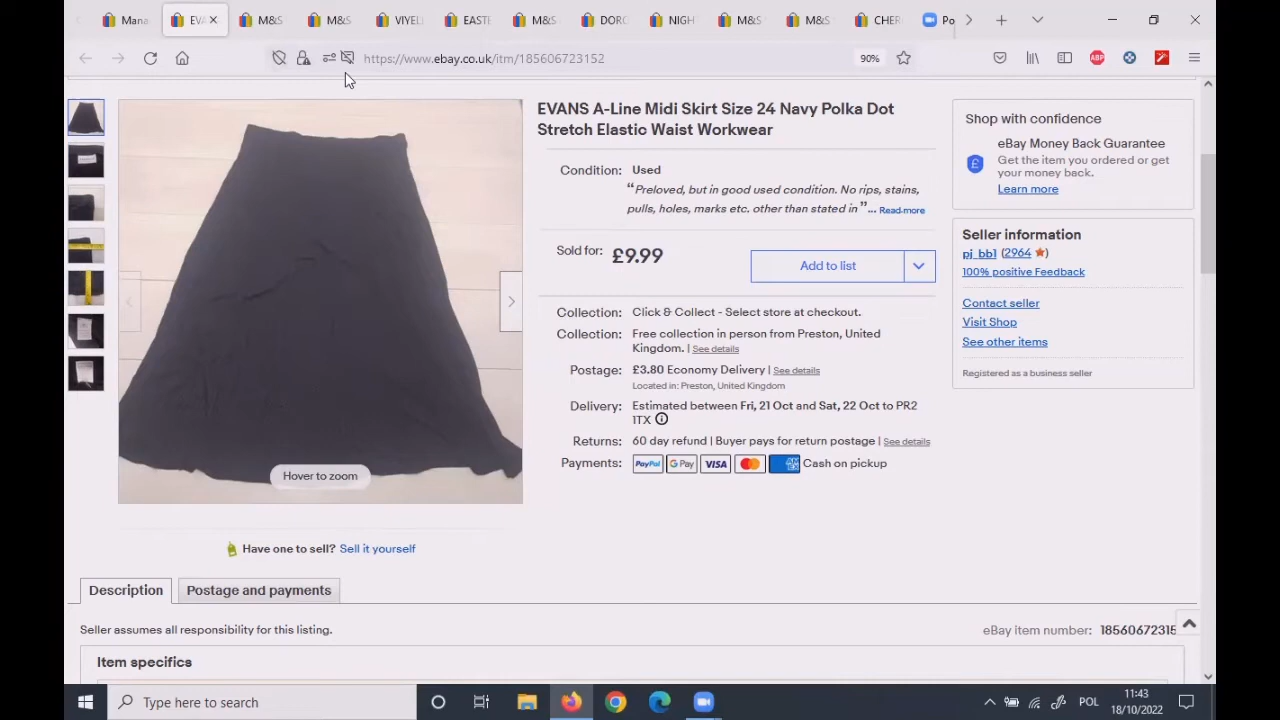 Mana
EVA
M&S
M&S
VIYEL
EASTE
M&S
DORC
NIGH
M&S
M&S
CHER
Po
https://www.ebay.co.uk/itm/185606723152
90%
ABP
EVANS A-Line Midi Skirt Size 24 Navy Polka Dot
Stretch Elastic Waist Workwear
Condition: Used
“Preloved, but in good used condition. No rips, stains,
pulls, holes, marks etc. other than stated in”... Read more
Sold for: £9.99
Add to list
Collection: Click & Collect - Select store at checkout.
Collection: Free collection in person from Preston, United
Kingdom. | See details
Postage: £3.80 Economy Delivery | See details
Located in: Preston, United Kingdom
Delivery: Estimated between Fri, 21 Oct and Sat, 22 Oct to PR2
1TX
Returns: 60 day refund | Buyer pays for return postage | See details
Payments: PayPal G Pay VISA Cash on pickup
Shop with confidence
eBay Money Back Guarantee
Get the item you ordered or get
your money back.
Learn more
Seller information
pj_bb1 (2964)
100% positive Feedback
Contact seller
Visit Shop
See other items
Registered as a business seller
Hover to zoom
Have one to sell? Sell it yourself
Description
Postage and payments
Seller assumes all responsibility for this listing.
eBay item number: 18560672315
Item specifics
Type here to search
POL
11:43
18/10/2022